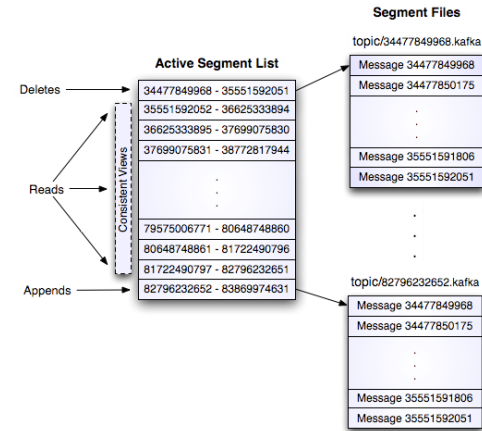 Segment Files
Active Segment List
topic/34477849968.kafka
Message 34477849968
Message 34477850175
.
.
.
Message 35551591806
Message 35551592051
Deletes
Reads
Appends
Consistent Views
34477849968 - 35551592051
35551592052 - 36625333894
36625333895 - 37699075830
37699075831 - 38772817944
.
.
.
79575006771 - 80648748860
80648748861 - 81722490796
81722490797 - 82796232651
82796232652 - 83869974631
.
.
.
topic/82796232652.kafka
Message 34477849968
Message 34477850175
.
.
.
Message 35551591806
Message 35551592051